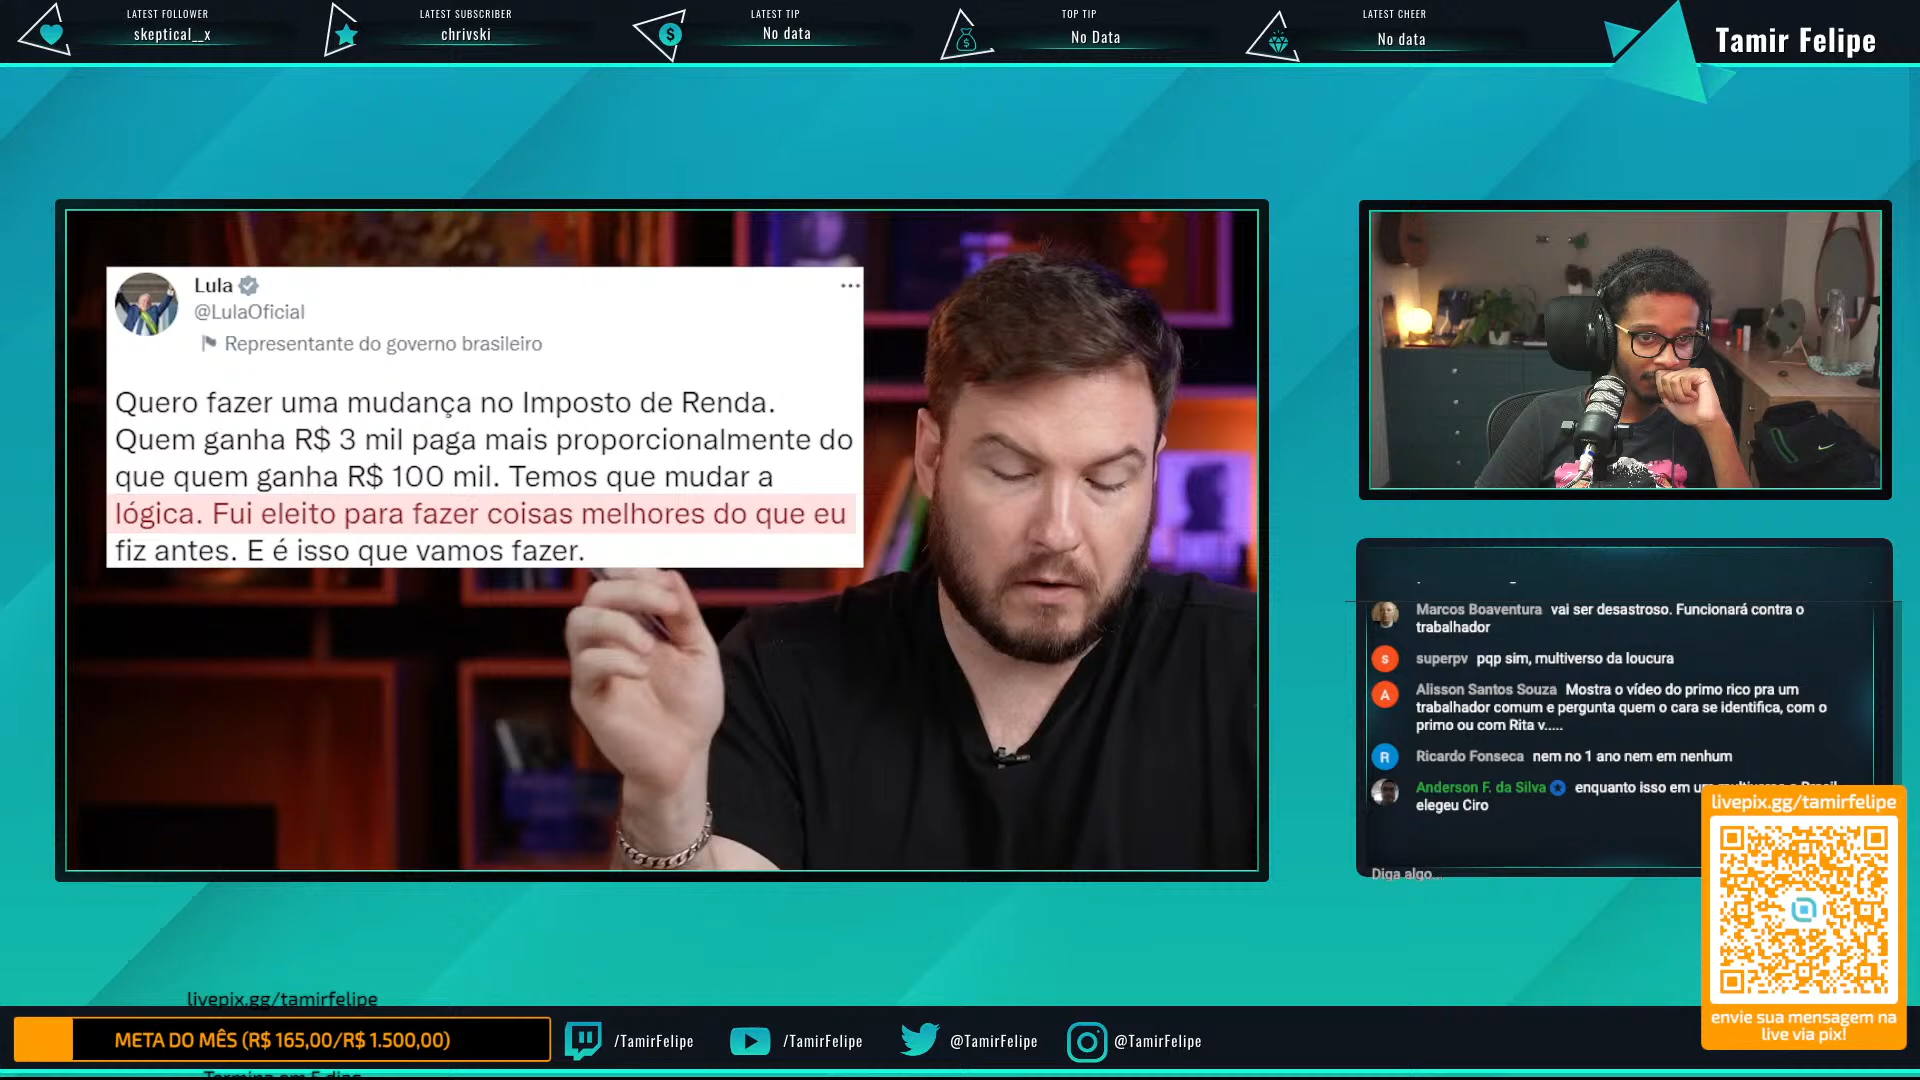 LATEST FOLLOWER
skeptical__x
LATEST SUBSCRIBER
chrivski
LATEST TIP
No data
TOP TIP
No Data
LATEST CHEER
No data
Tamir Felipe
Lula
@LulaOficial
Representante do governo brasileiro
Quero fazer uma mudança no Imposto de Renda.
Quem ganha R$ 3 mil paga mais proporcionalmente do
que quem ganha R$ 100 mil. Temos que mudar a
lógica. Fui eleito para fazer coisas melhores do que eu
fiz antes. E é isso que vamos fazer.
Marcos Boaventura vai ser desastroso. Funcionará contra o
trabalhador
S superpv pqp sim, multiverso da loucura
A Alisson Santos Souza Mostra o vídeo do primo rico pra um
trabalhador comum e pergunta quem o cara se identifica, com o
primo ou com Rita v.....
R Ricardo Fonseca nem no 1 ano nem em nenhum
Anderson F. da Silva enquanto isso em
elegeu Ciro
Diga algo...
livepix.gg/tamirfelipe
envie sua mensagem na
live via pix!
livepix.gg/tamirfelipe
META DO MÊS (R$ 165,00/R$ 1.500,00)
Termina em 5 dias
/TamirFelipe
/TamirFelipe
@TamirFelipe
@TamirFelipe